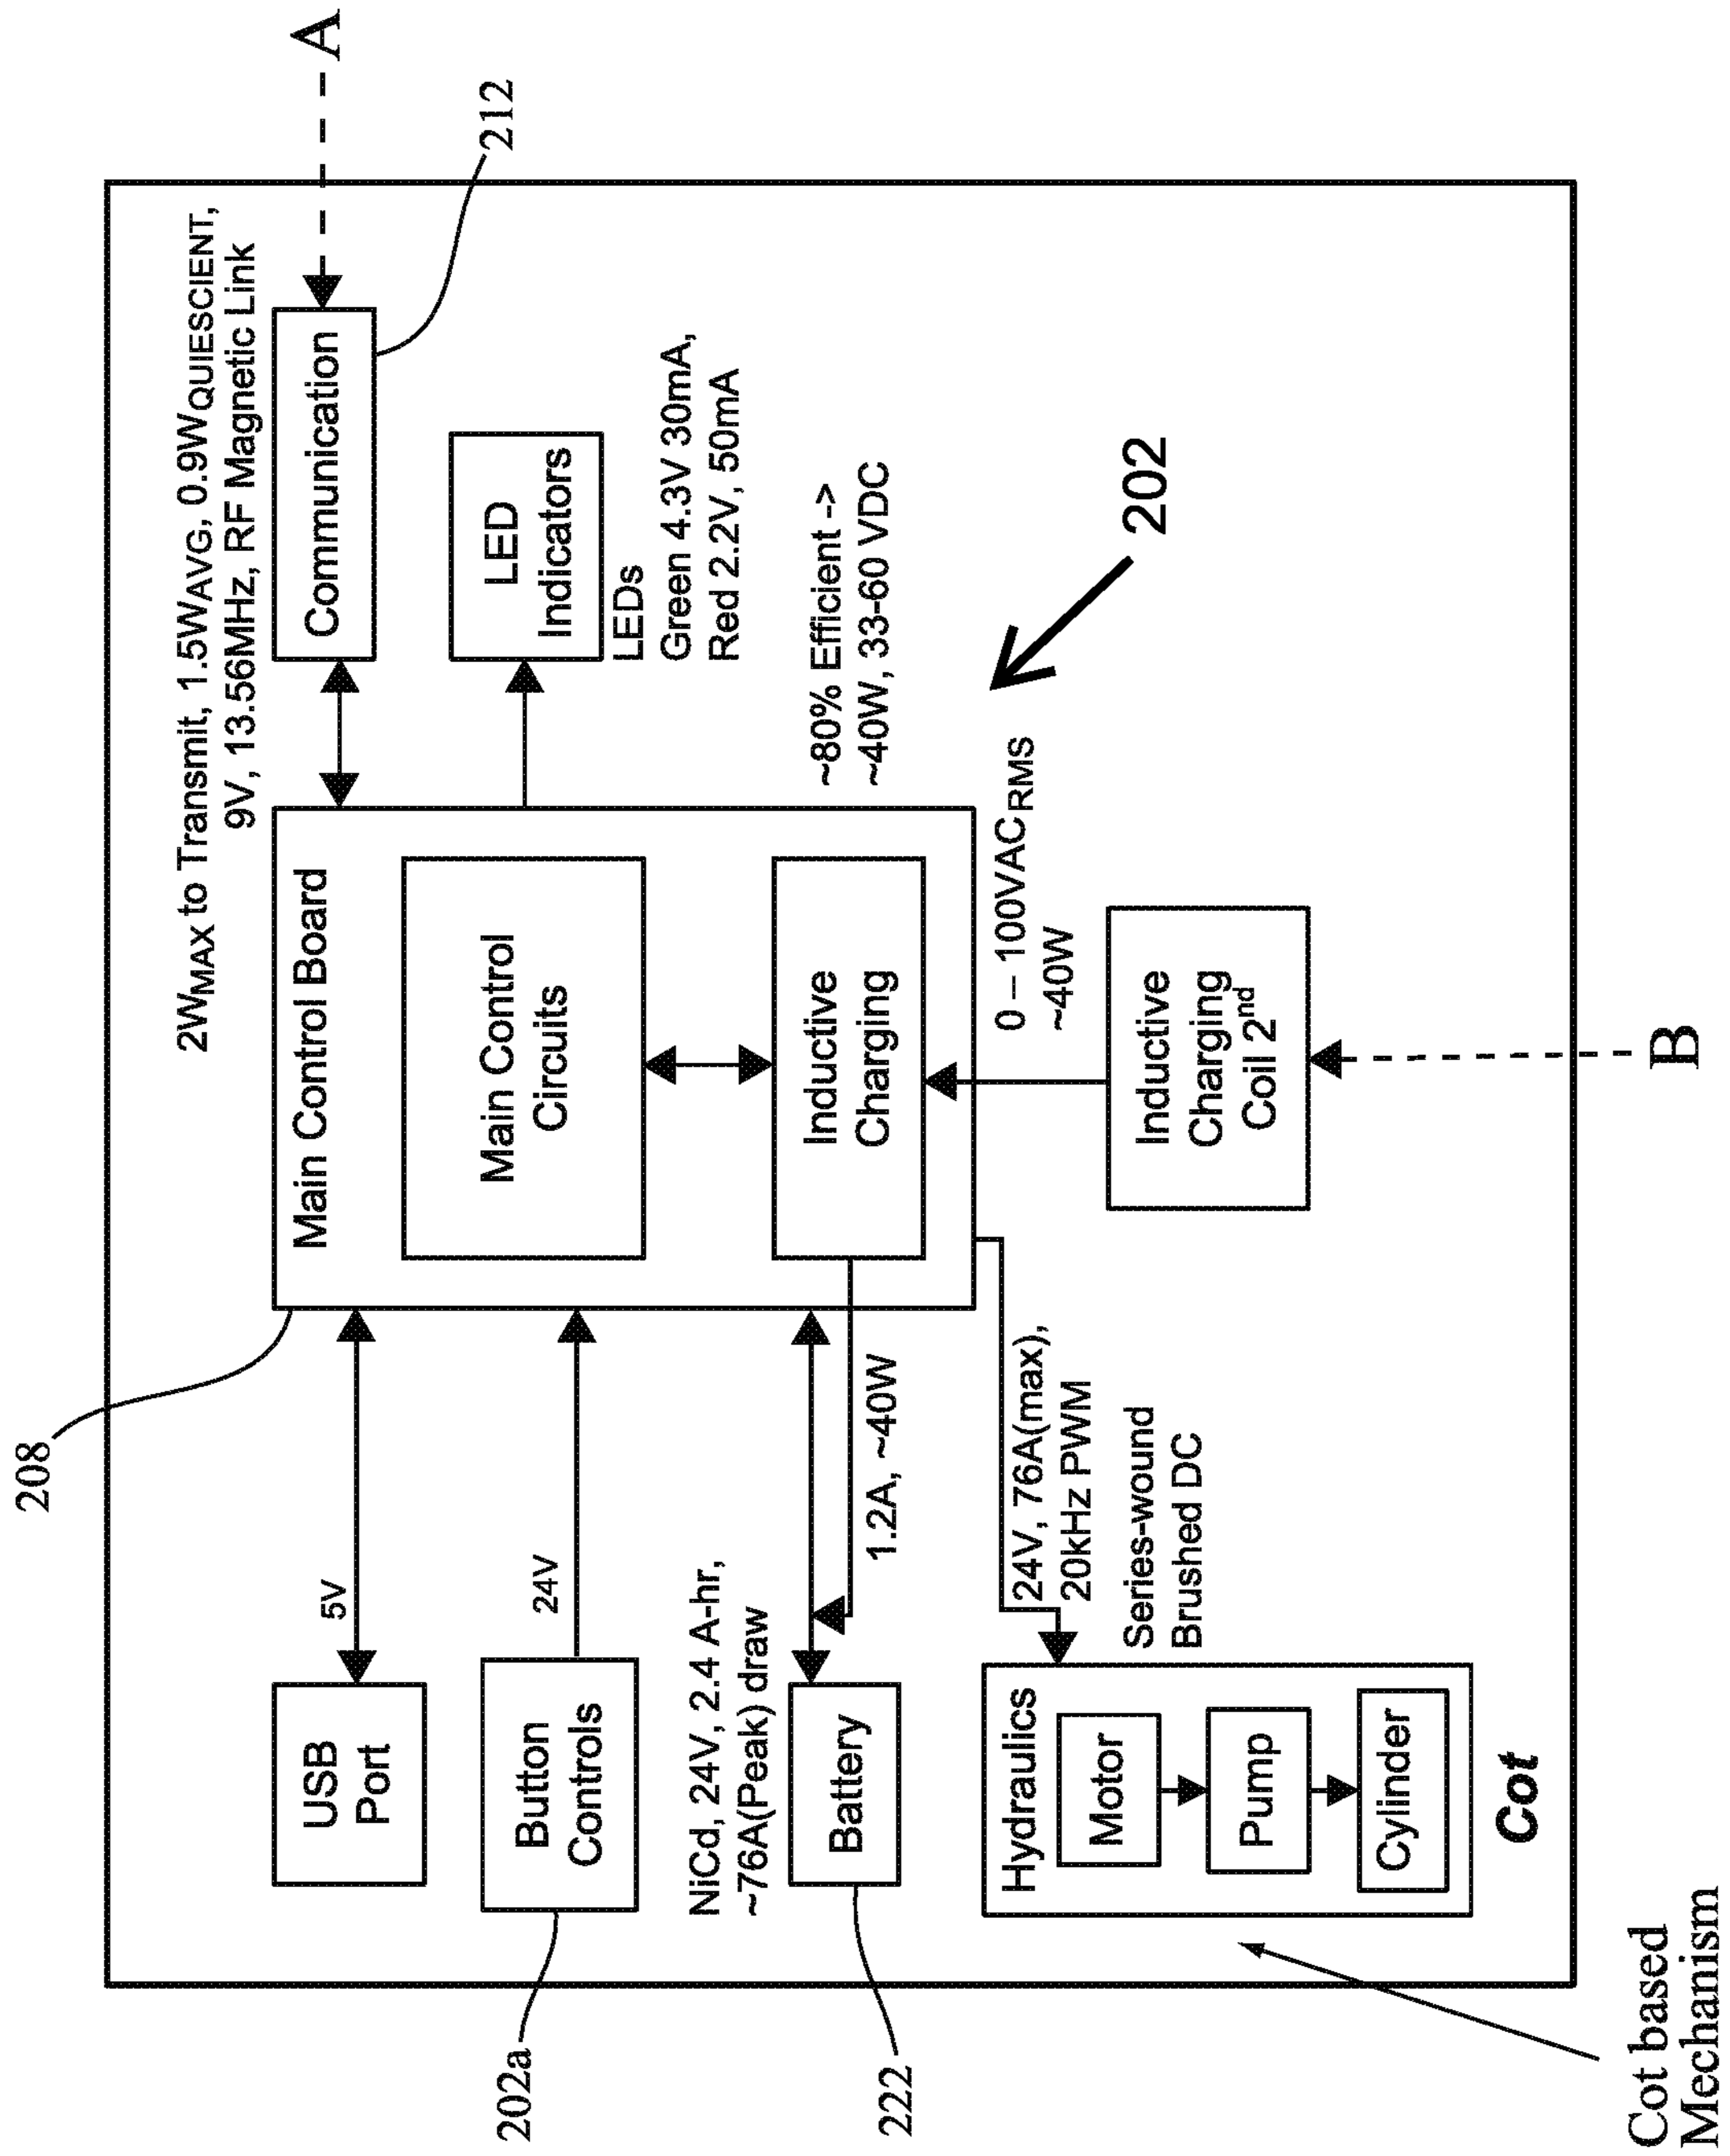 208
5V
USB
Port
202a
24V
Button
Controls
222
NiCd, 24V, 2.4 A-hr,
~76A(Peak) draw
Battery
1.2A, ~40W
Hydraulics
Motor
Pump
Cylinder
24V, 76A(max),
20kHz PWM
Series-wound
Brushed DC
Cot
Cot based
Mechanism
Main Control Board
Main Control
Circuits
Inductive
Charging
0 – 100VACRMS
~40W
Inductive
Charging
Coil 2nd
B
2WMAX to Transmit, 1.5WAVG, 0.9WQUIESCIENT,
9V, 13.56MHz, RF Magnetic Link
Communication
A
212
LED
Indicators
LEDs
Green 4.3V 30mA,
Red 2.2V, 50mA
~80% Efficient ->
~40W, 33-60 VDC
202